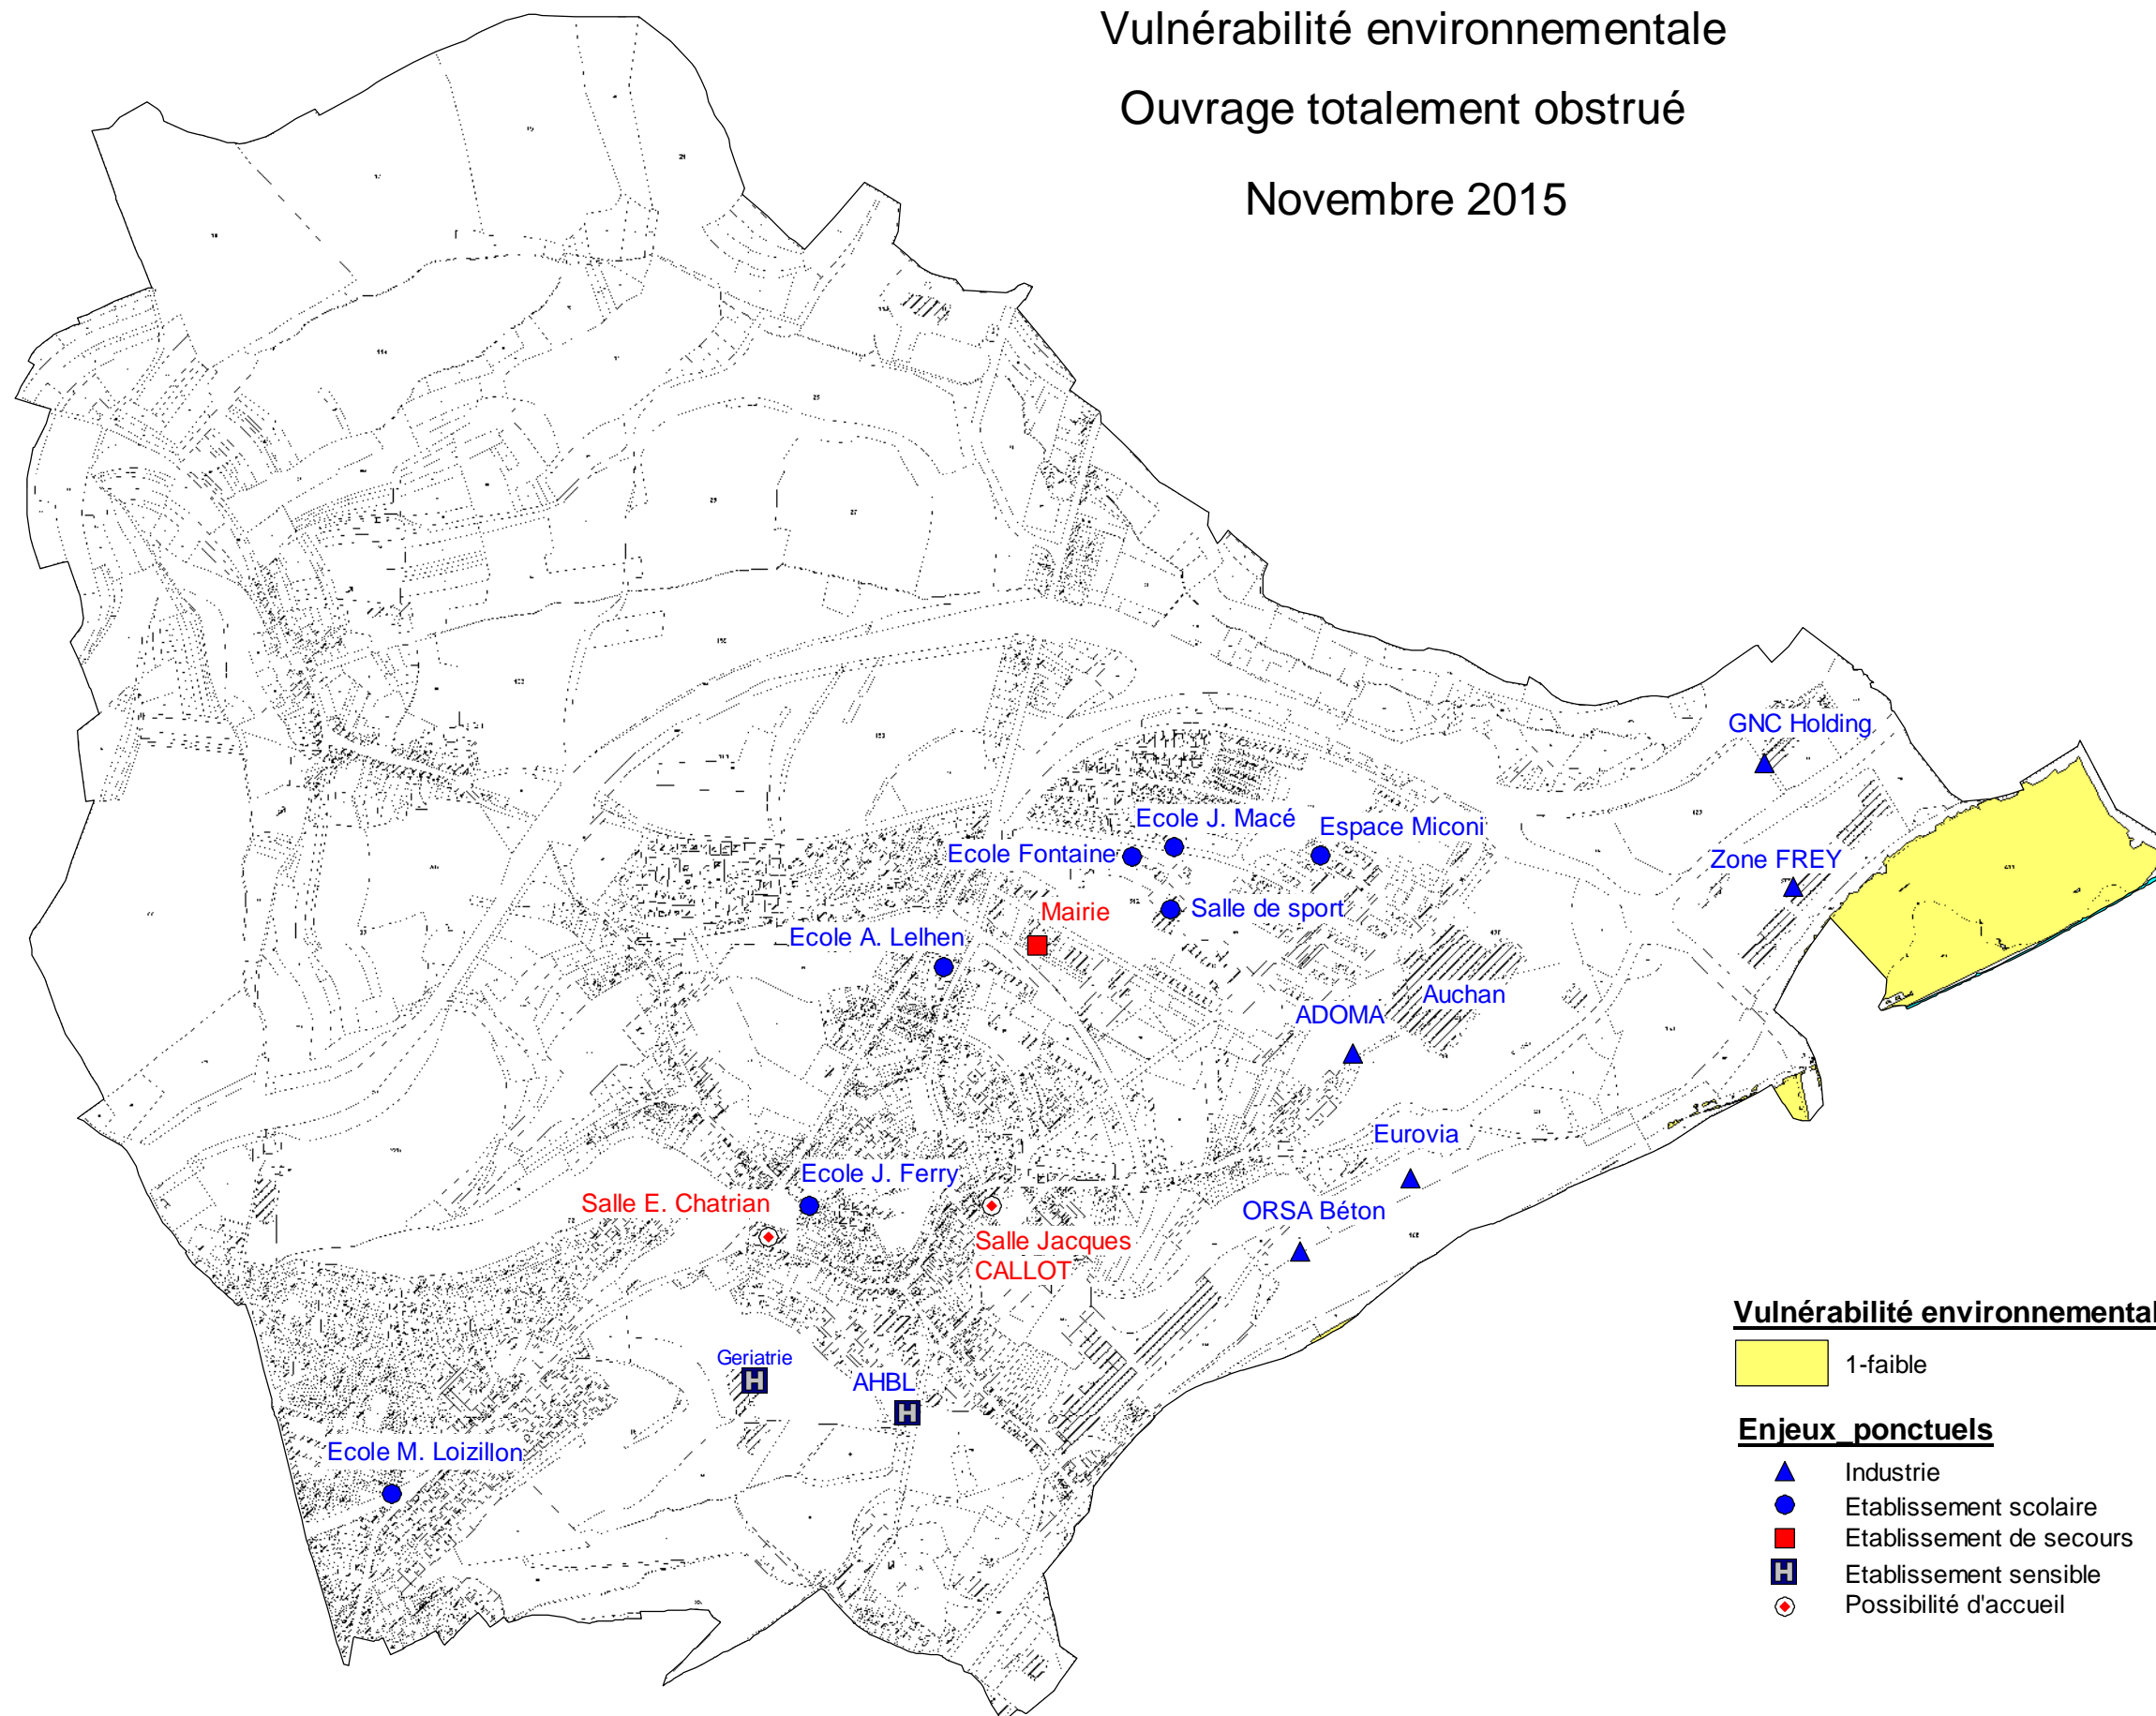 Vulnérabilité environnementale
Ouvrage totalement obstrué
Novembre 2015
GNC Holding
Ecole J. Macé
Espace Miconi
Ecole Fontaine
Zone FREY
Mairie
Salle de sport
Ecole A. Lelhen
Auchan
ADOMA
Eurovia
Ecole J. Ferry
Salle E. Chatrian
ORSA Béton
Salle Jacques
CALLOT
Geriatrie
AHBL
H
H
Ecole M. Loizillon
Vulnérabilité environnemental
1-faible
Enjeux_ponctuels
Industrie
Etablissement scolaire
Etablissement de secours
H Etablissement sensible
Possibilité d'accueil